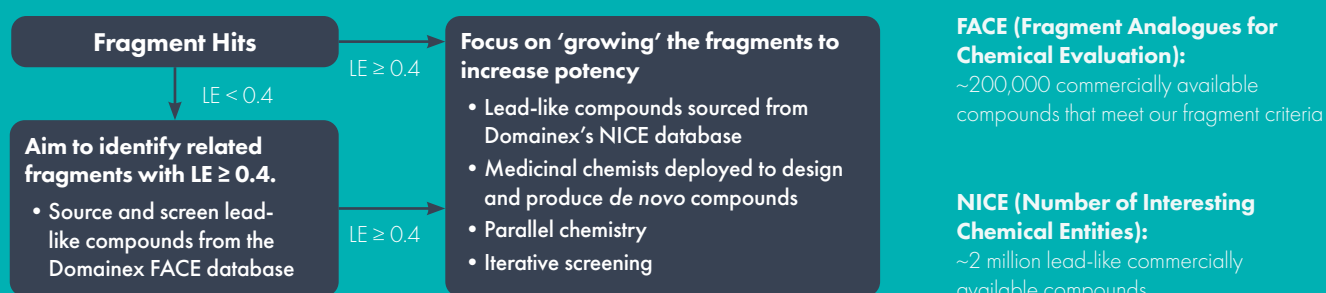 Fragment Hits
LE < 0.4
Aim to identify related
fragments with LE ≥ 0.4.
• Source and screen lead-
like compounds from the
Domainex FACE database
LE ≥ 0.4
LE ≥ 0.4
Focus on ‘growing’ the fragments to
increase potency
• Lead-like compounds sourced from
Domainex’s NICE database
• Medicinal chemists deployed to design
and produce de novo compounds
• Parallel chemistry
• Iterative screening
FACE (Fragment Analogues for
Chemical Evaluation):
~200,000 commercially available
compounds that meet our fragment criteria
NICE (Number of Interesting
Chemical Entities):
~2 million lead-like commercially
available compounds